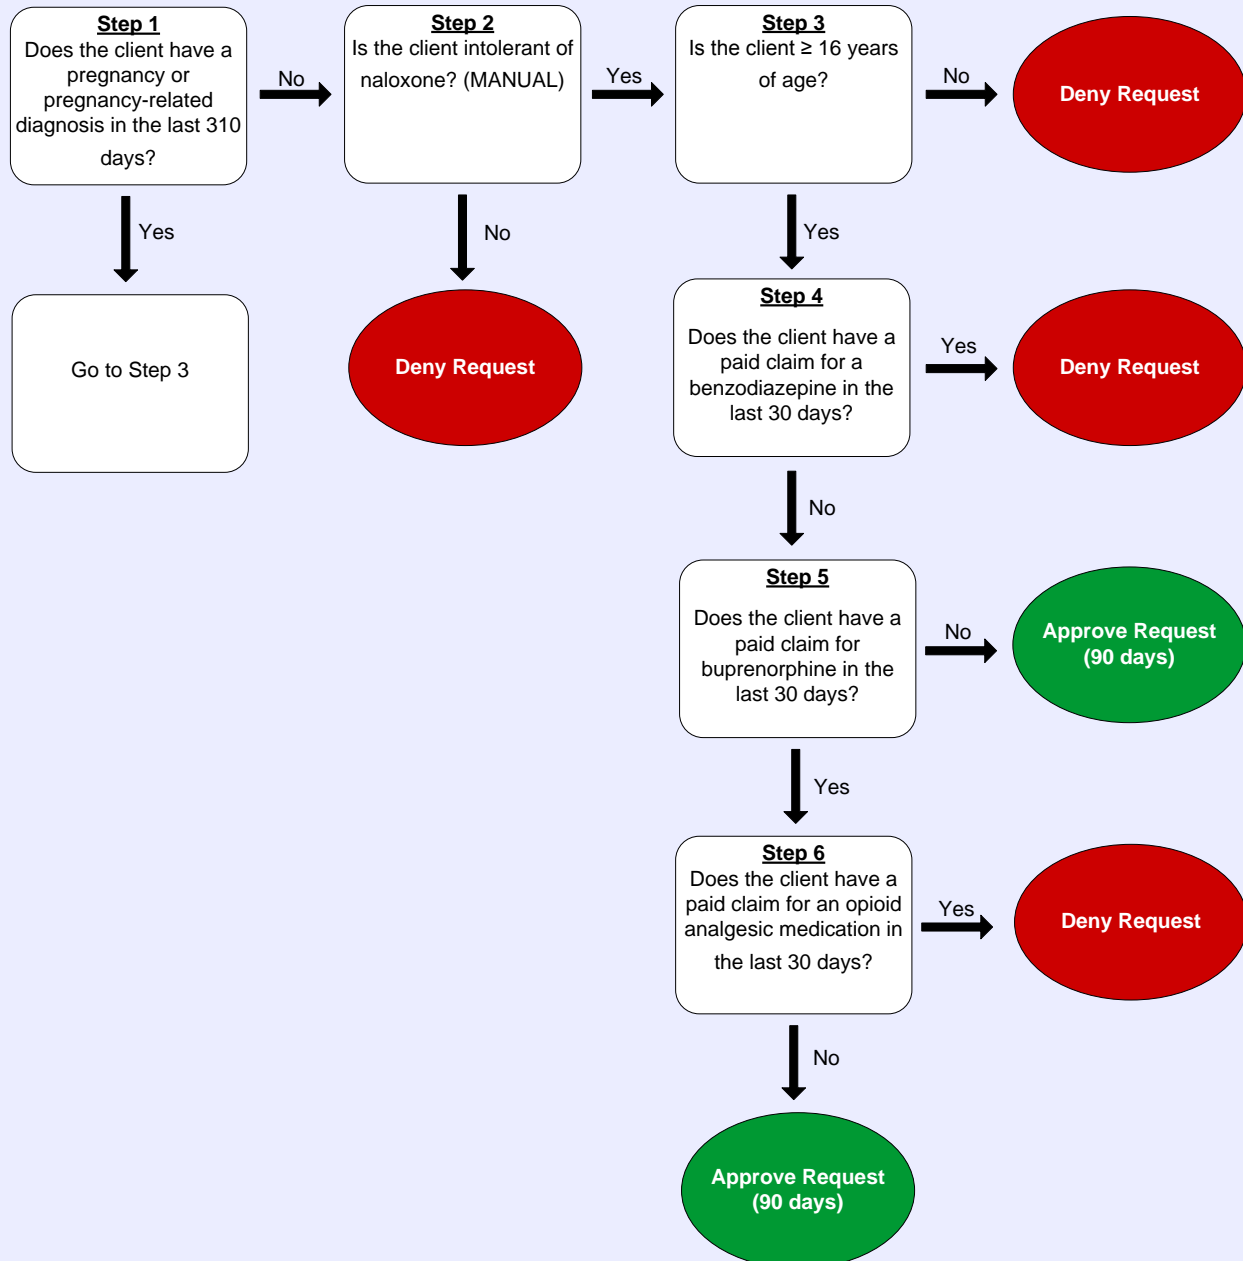 Step 1
Does the client have a
pregnancy or
pregnancy-related
diagnosis in the last 310
days?
No
Step 2
Is the client intolerant of
naloxone? (MANUAL)
Yes
Step 3
Is the client ≥ 16 years
of age?
No
Deny Request
Yes
No
Yes
Go to Step 3
Deny Request
Step 4
Does the client have a
paid claim for a
benzodiazepine in the
last 30 days?
Yes
Deny Request
No
Step 5
Does the client have a
paid claim for
buprenorphine in the
last 30 days?
No
Approve Request
(90 days)
Yes
Step 6
Does the client have a
paid claim for an opioid
analgesic medication in
the last 30 days?
Yes
Deny Request
No
Approve Request
(90 days)